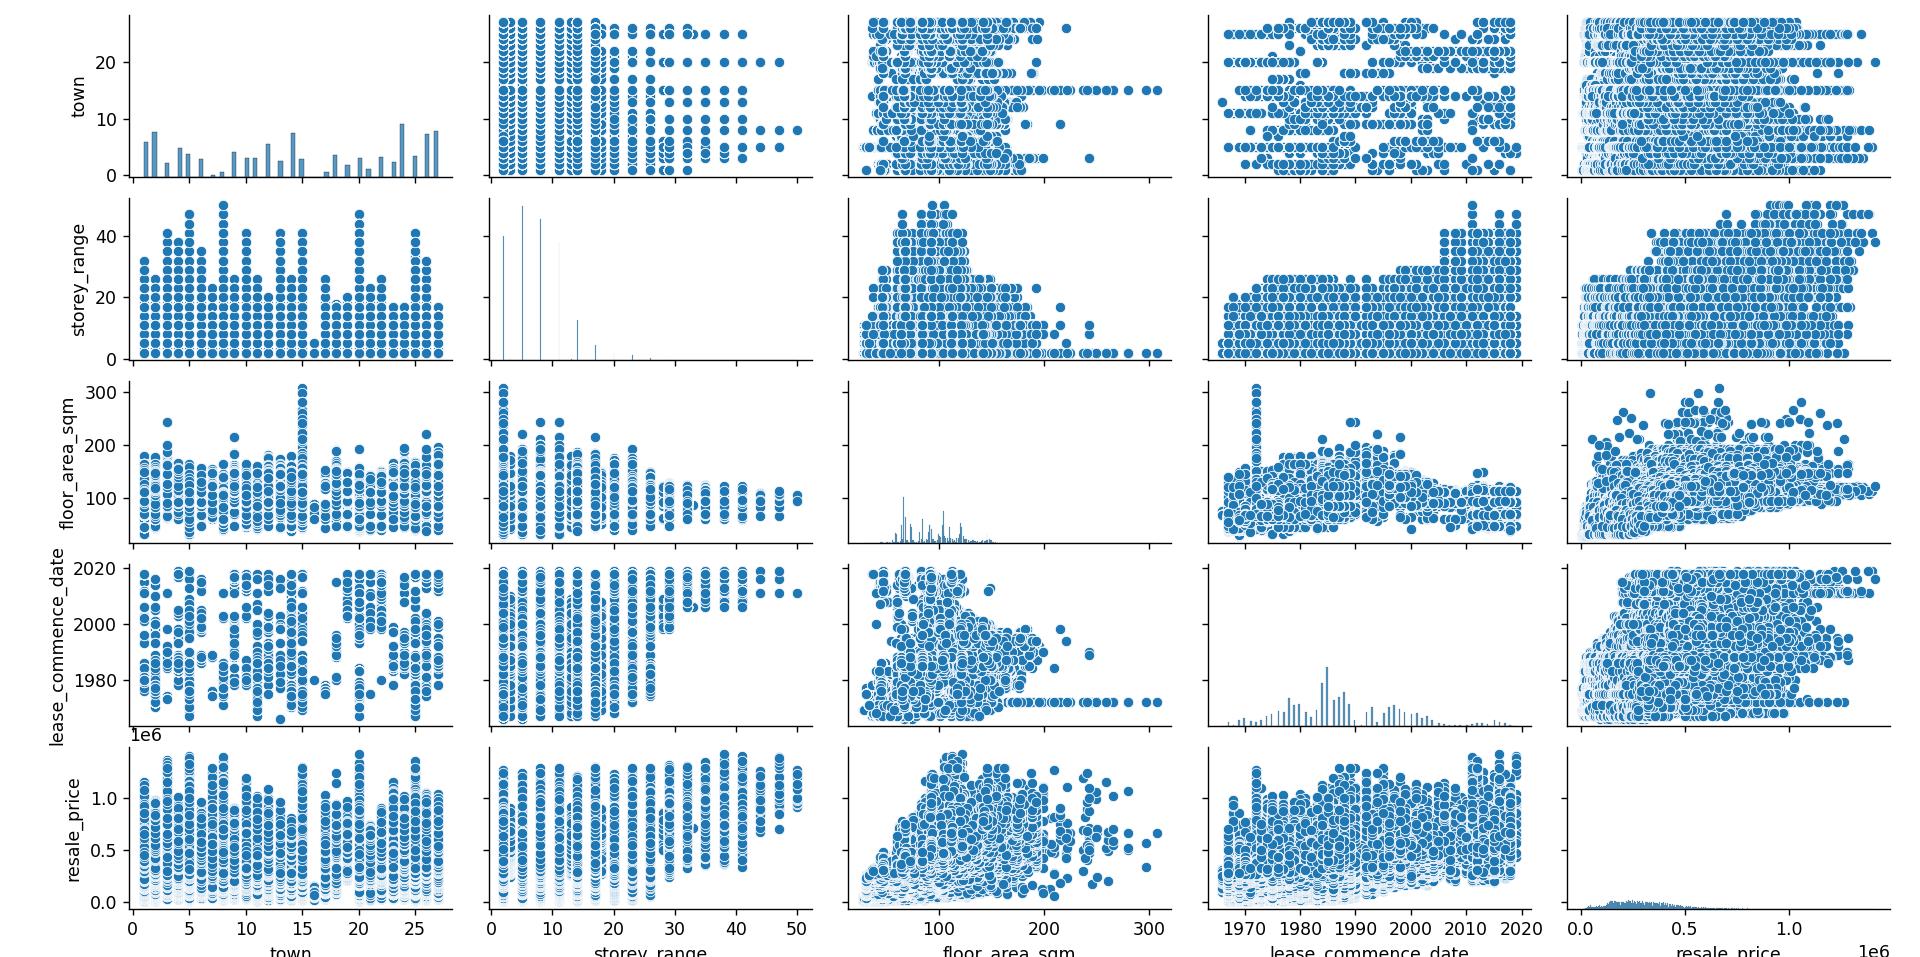 town
20
10
0
storey_range
40
20
0
floor_area_sqm
300
200
100
lease_commence_date
2020
2000
1980
1e6
resale_price
1.0
0.5
0.0
0 5 10 15 20 25
town
0 10 20 30 40 50
storey_range
100 200 300
floor_area_sqm
1970 1980 1990 2000 2010 2020
lease_commence_date
0.0 0.5 1.0
resale_price
1e6